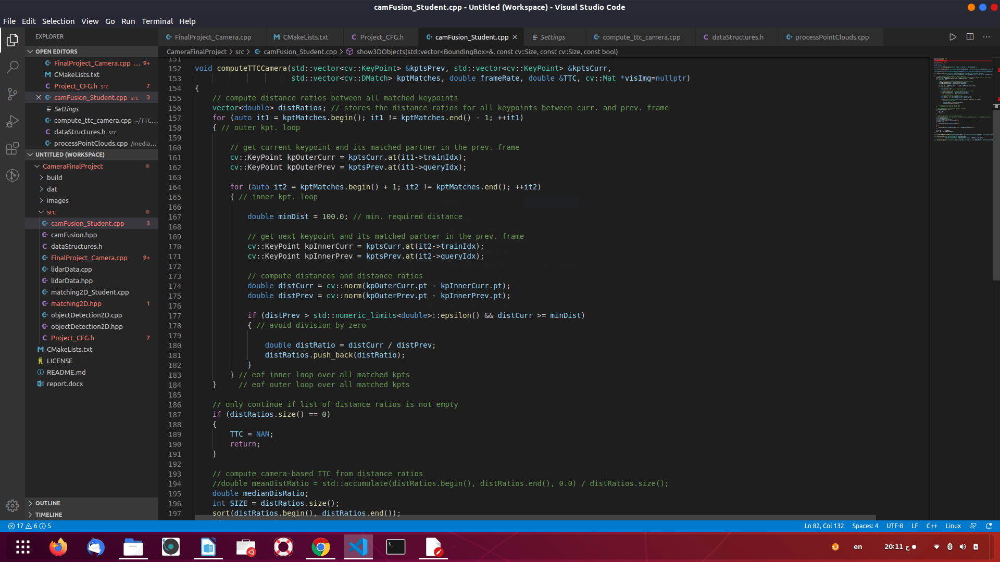 camFusion_Student.cpp - Untitled (Workspace) - Visual Studio Code
File Edit Selection View Go Run Terminal Help
EXPLORER
FinalProject_Camera.cpp
CMakeLists.txt
Project_CFG.h
camFusion_Student.cpp
Settings
compute_ttc_camera.cpp
dataStructures.h
processPointClouds.cpp
CameraFinalProject > src > camFusion_Student.cpp > show3DObjects(std::vector<BoundingBox>&, const cv::Size, const cv::Size, const bool)
OPEN EDITORS
FinalProject_Camera.cpp ... 9+
CMakeLists.txt
Project_CFG.h src 7
camFusion_Student.cpp src 3
Settings
compute_ttc_camera.cpp ~/TTC...
dataStructures.h src
processPointClouds.cpp /media...
UNTITLED (WORKSPACE)
CameraFinalProject
build
dat
images
src
camFusion_Student.cpp 3
camFusion.hpp
dataStructures.h
FinalProject_Camera.cpp 9+
lidarData.cpp
lidarData.hpp
matching2D_Student.cpp
matching2D.hpp 1
objectDetection2D.cpp
objectDetection2D.hpp
Project_CFG.h 7
CMakeLists.txt
LICENSE
README.md
report.docx
OUTLINE
TIMELINE
151
152 void computeTTCCamera(std::vector<cv::KeyPoint> &kptsPrev, std::vector<cv::KeyPoint> &kptsCurr,
153 std::vector<cv::DMatch> kptMatches, double frameRate, double &TTC, cv::Mat *visImg=nullptr)
154 {
155 // compute distance ratios between all matched keypoints
156 vector<double> distRatios; // stores the distance ratios for all keypoints between curr. and prev. frame
157 for (auto it1 = kptMatches.begin(); it1 != kptMatches.end() - 1; ++it1)
158 { // outer kpt. loop
159
160 // get current keypoint and its matched partner in the prev. frame
161 cv::KeyPoint kpOuterCurr = kptsCurr.at(it1->trainIdx);
162 cv::KeyPoint kpOuterPrev = kptsPrev.at(it1->queryIdx);
163
164 for (auto it2 = kptMatches.begin() + 1; it2 != kptMatches.end(); ++it2)
165 { // inner kpt.-loop
166
167 double minDist = 100.0; // min. required distance
168
169 // get next keypoint and its matched partner in the prev. frame
170 cv::KeyPoint kpInnerCurr = kptsCurr.at(it2->trainIdx);
171 cv::KeyPoint kpInnerPrev = kptsPrev.at(it2->queryIdx);
172
173 // compute distances and distance ratios
174 double distCurr = cv::norm(kpOuterCurr.pt - kpInnerCurr.pt);
175 double distPrev = cv::norm(kpOuterPrev.pt - kpInnerPrev.pt);
176
177 if (distPrev > std::numeric_limits<double>::epsilon() && distCurr >= minDist)
178 { // avoid division by zero
179
180 double distRatio = distCurr / distPrev;
181 distRatios.push_back(distRatio);
182 }
183 } // eof inner loop over all matched kpts
184 } // eof outer loop over all matched kpts
185
186 // only continue if list of distance ratios is not empty
187 if (distRatios.size() == 0)
188 {
189 TTC = NAN;
190 return;
191 }
192
193 // compute camera-based TTC from distance ratios
194 //double meanDistRatio = std::accumulate(distRatios.begin(), distRatios.end(), 0.0) / distRatios.size();
195 double medianDisRatio;
196 int SIZE = distRatios.size();
197 sort(distRatios.begin(), distRatios.end());
17 6 5
Ln 82, Col 132 Spaces: 4 UTF-8 LF C++ Linux
en
20:11 ح